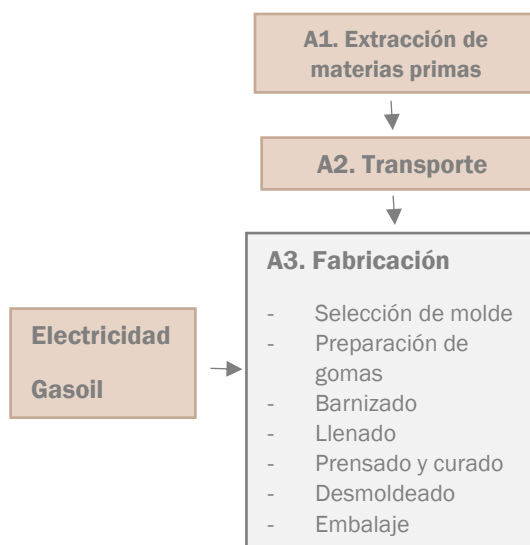 A1. Extracción de
materias primas
A2. Transporte
A3. Fabricación
- Selección de molde
- Preparación de
gomas
- Barnizado
- Llenado
- Prensado y curado
- Desmoldeado
- Embalaje
Electricidad
Gasoil